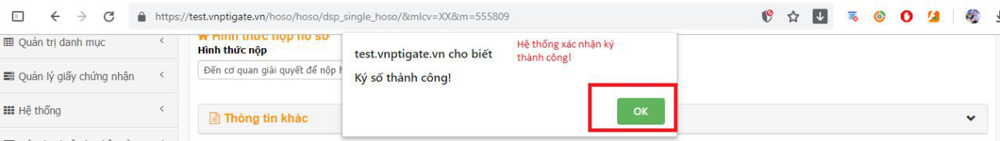 https://test.vnptigate.vn/hoso/hoso/dsp_single_hoso/&mlcv=XX&m=555809
Quản trị danh mục
Quản lý giấy chứng nhận
Hệ thống
Hình thức nộp hồ sơ
Hình thức nộp
Đến cơ quan giải quyết để nộp h
Thông tin khác
test.vnptigate.vn cho biết
Ký số thành công!
OK
Hệ thống xác nhận ký
thành công!